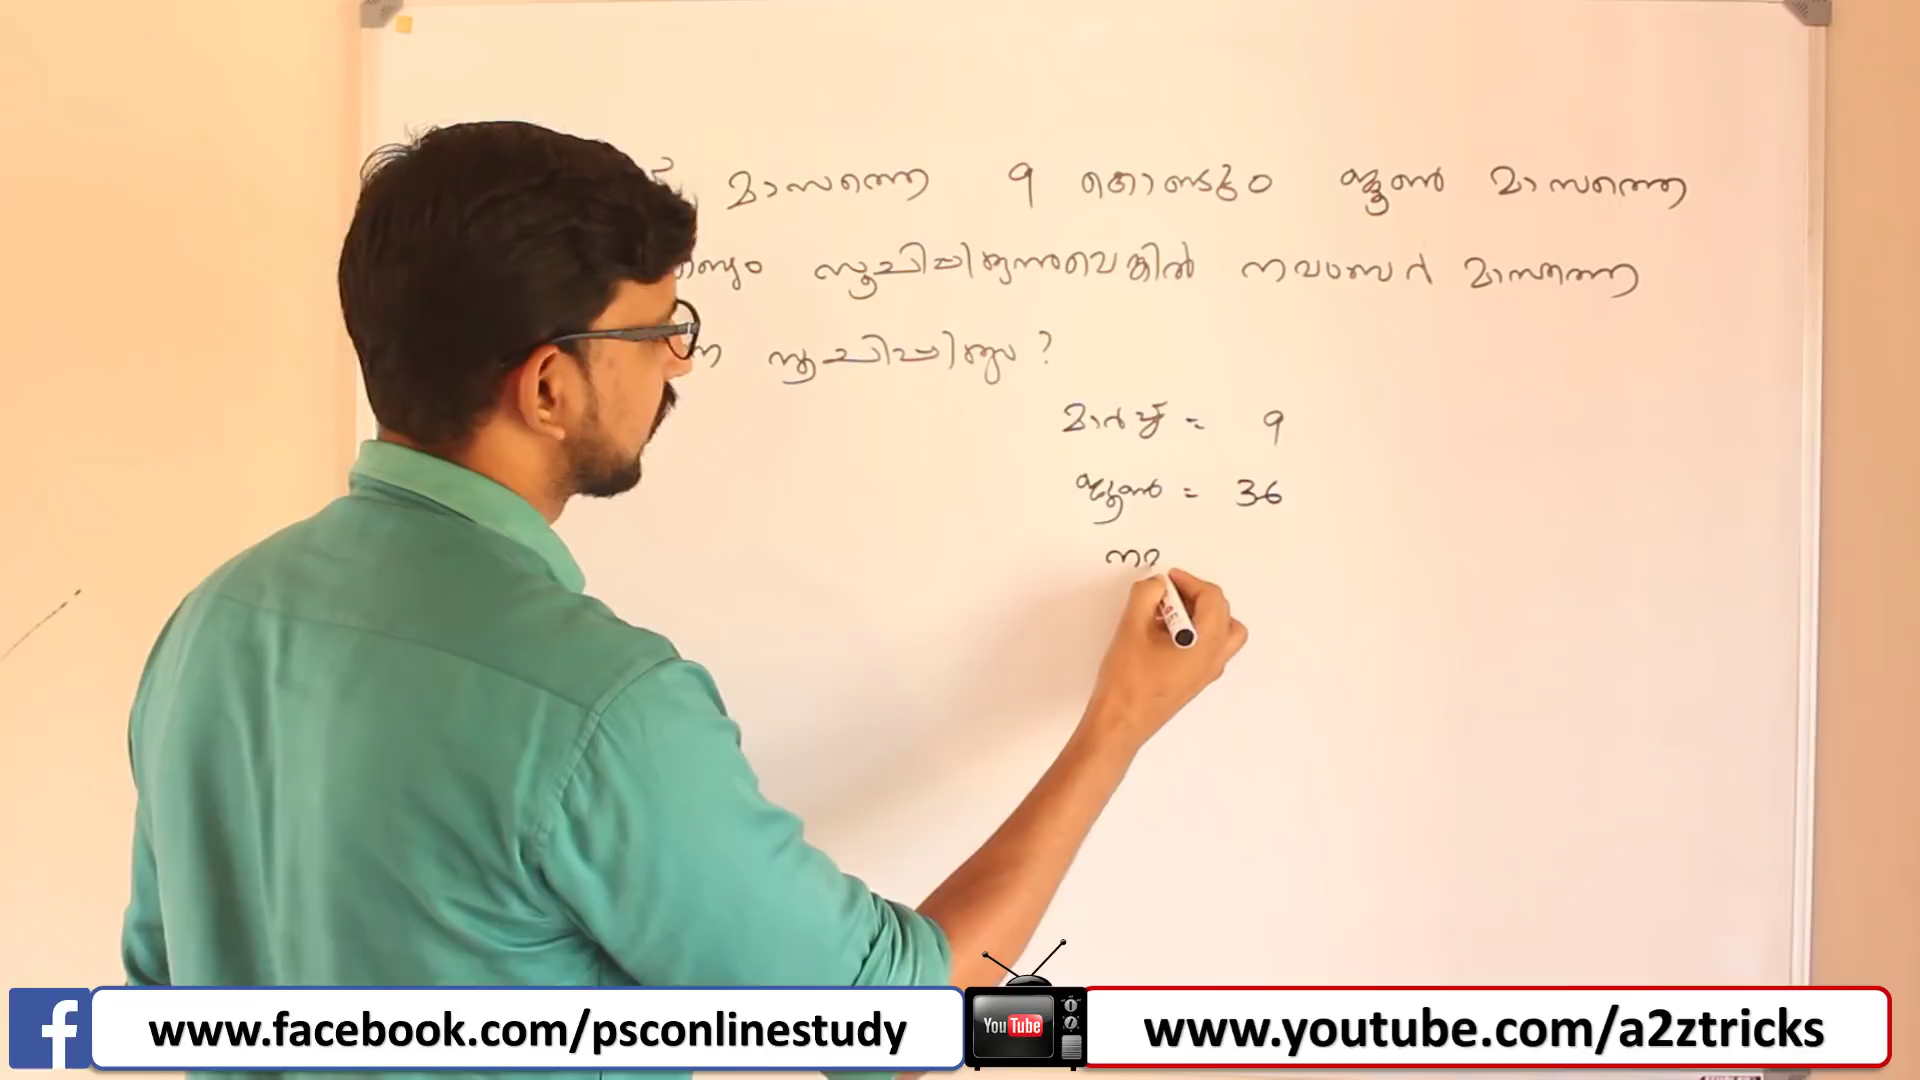 മാസത്തെ 9 കൊണ്ടും ജൂൺ മാസത്തെ
സൂചിപ്പിക്കുന്നുവെങ്കിൽ നവംബർ മാസത്തെ
സൂചിപ്പിക്കും?
മാർച്ച് = 9
ജൂൺ = 36
നവ
www.facebook.com/psconlinestudy
You Tube
www.youtube.com/a2ztricks